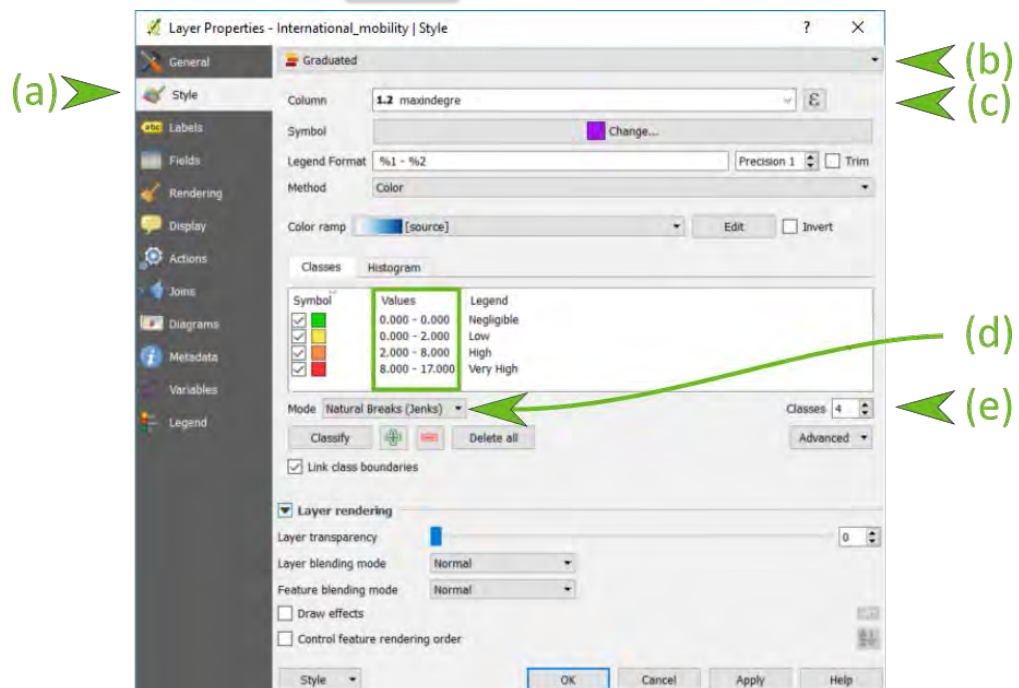 Layer Properties - International_mobility | Style ? ×
General
Graduated
(b)
(a)
Style
Column 1.2 maxindegre ε
(c)
Labels
Symbol Change...
Fields
Legend Format %1 - %2 Precision 1 Trim
Rendering
Method Color
Display
Color ramp [source] Edit Invert
Actions
Classes Histogram
Joins
Symbol Values Legend
0.000 - 0.000 Negligible
Diagrams
0.000 - 2.000 Low
(d)
2.000 - 8.000 High
Metadata
8.000 - 17.000 Very High
Variables
Mode Natural Breaks (Jenks) Classes 4
(e)
Legend
Classify Delete all Advanced
Link class boundaries
Layer rendering
Layer transparency 0
Layer blending mode Normal
Feature blending mode Normal
Draw effects
Control feature rendering order
Style OK Cancel Apply Help